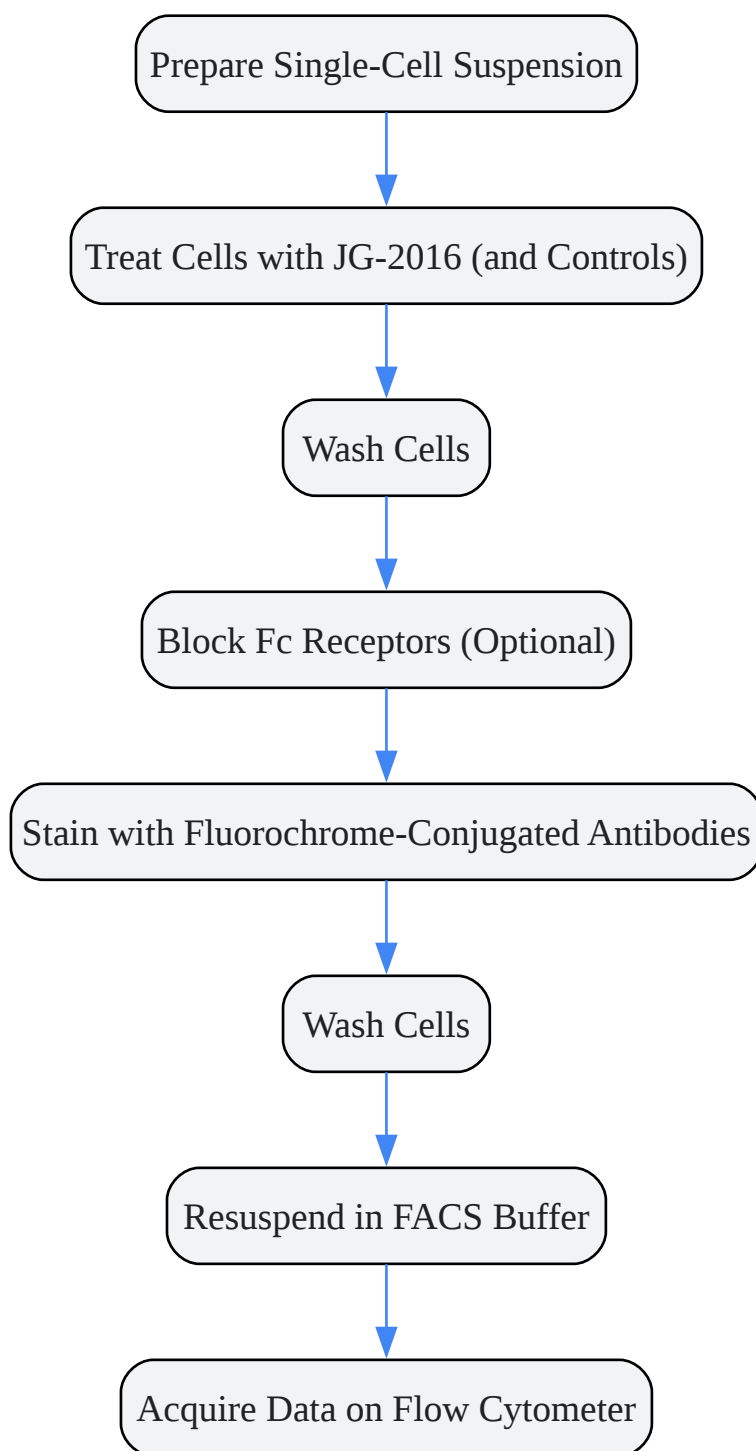 Prepare Single-Cell Suspension
Treat Cells with JG-2016 (and Controls)
Wash Cells
Block Fc Receptors (Optional)
Stain with Fluorochrome-Conjugated Antibodies
Wash Cells
Resuspend in FACS Buffer
Acquire Data on Flow Cytometer